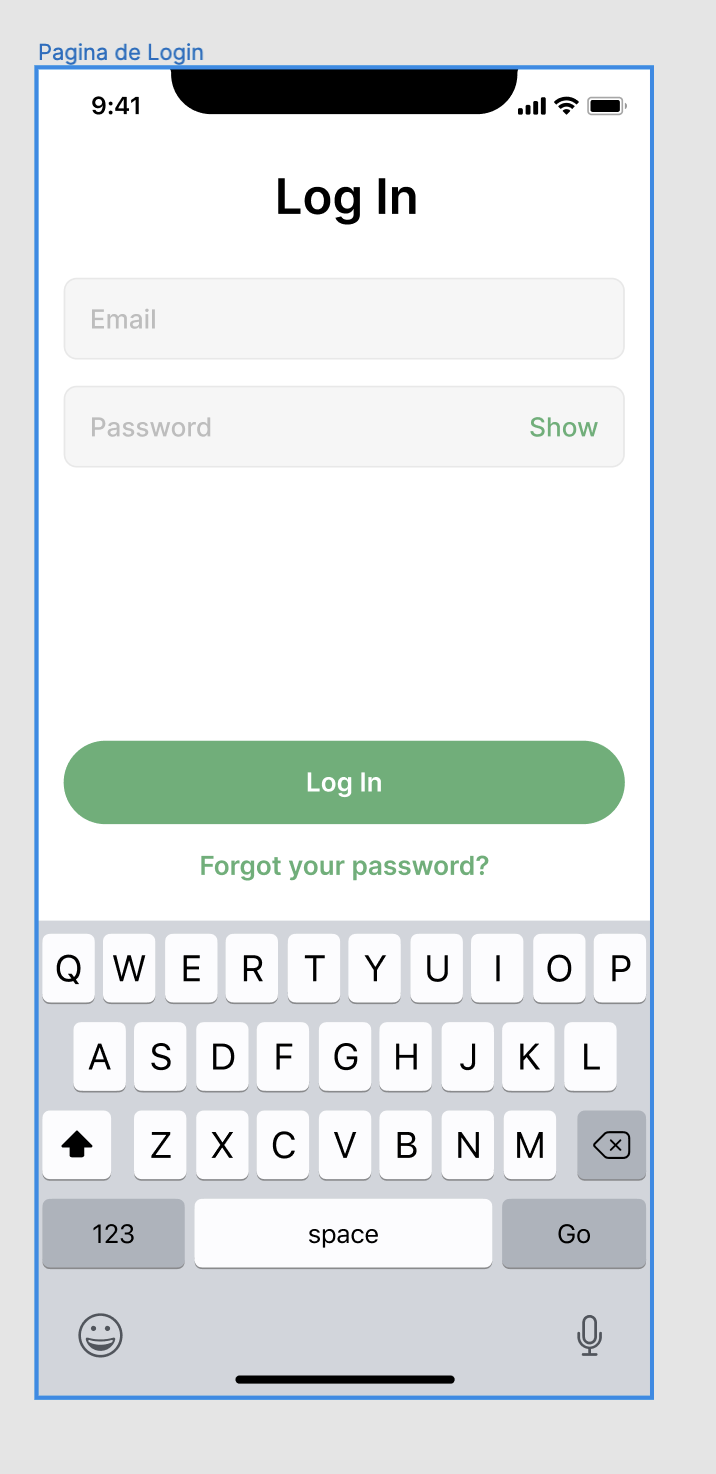 Pagina de Login
9:41
Log In
Email
Password Show
Log In
Forgot your password?
Q W E R T Y U I O P
A S D F G H J K L
Z X C V B N M
123 space Go